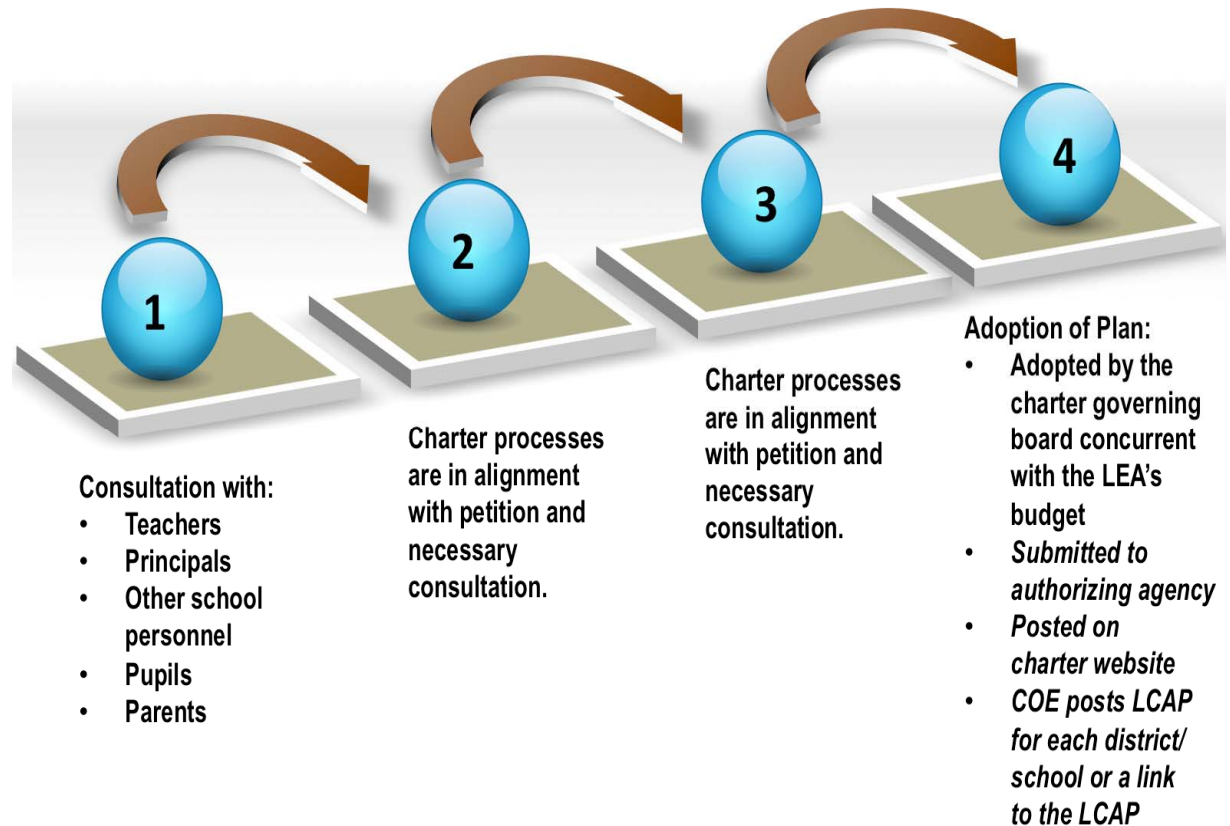 1
Consultation with:
• Teachers
• Principals
• Other school
personnel
• Pupils
• Parents
2
Charter processes
are in alignment
with petition and
necessary
consultation.
3
Charter processes
are in alignment
with petition and
necessary
consultation.
4
Adoption of Plan:
• Adopted by the
charter governing
board concurrent
with the LEA's
budget
• Submitted to
authorizing agency
• Posted on
charter website
• COE posts LCAP
for each district/
school or a link
to the LCAP